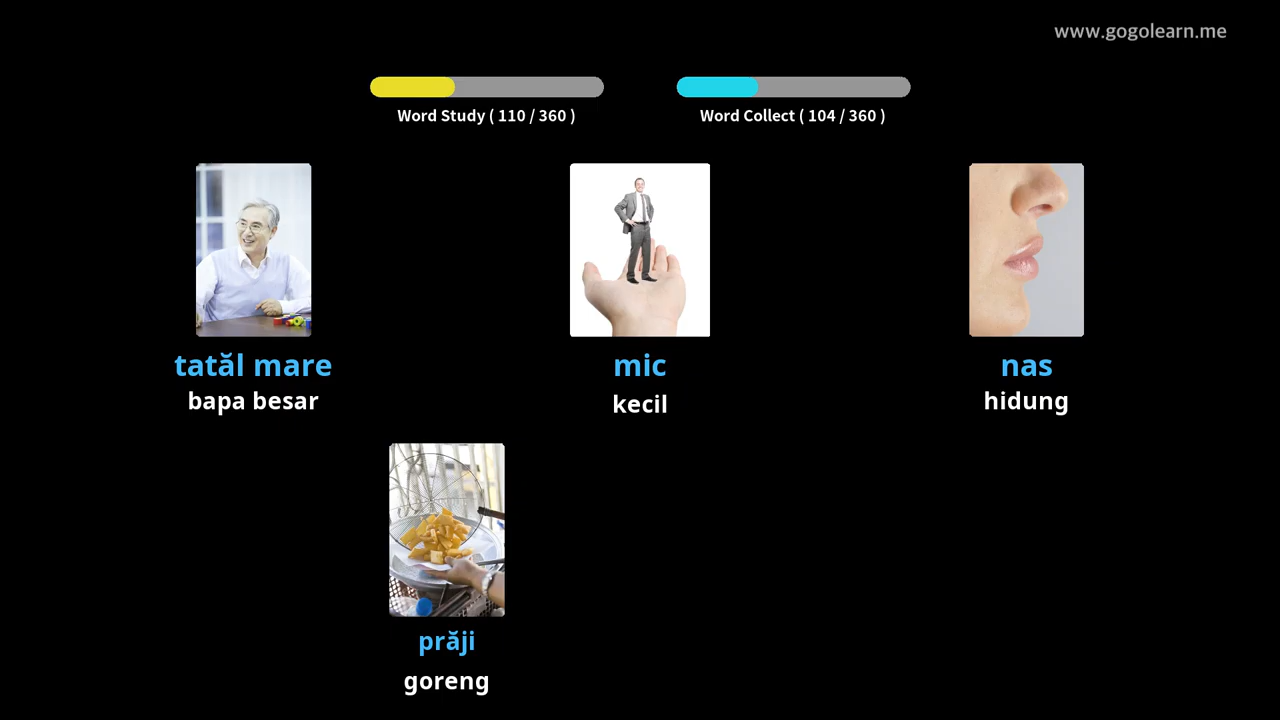 www.gogolearn.me
Word Study ( 110 / 360 )
Word Collect ( 104 / 360 )
tatăl mare
bapa besar
mic
kecil
nas
hidung
prăji
goreng